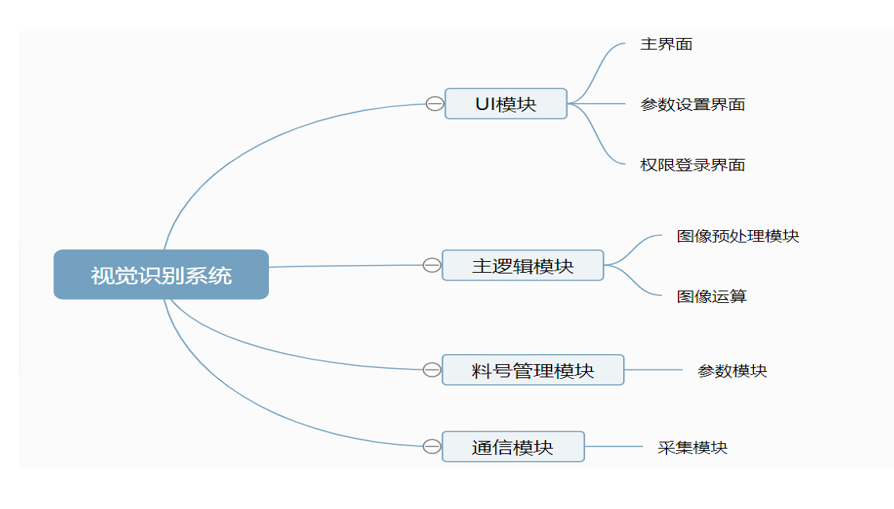 视觉识别系统
UI模块
主界面
参数设置界面
权限登录界面
主逻辑模块
图像预处理模块
图像运算
料号管理模块
参数模块
通信模块
采集模块